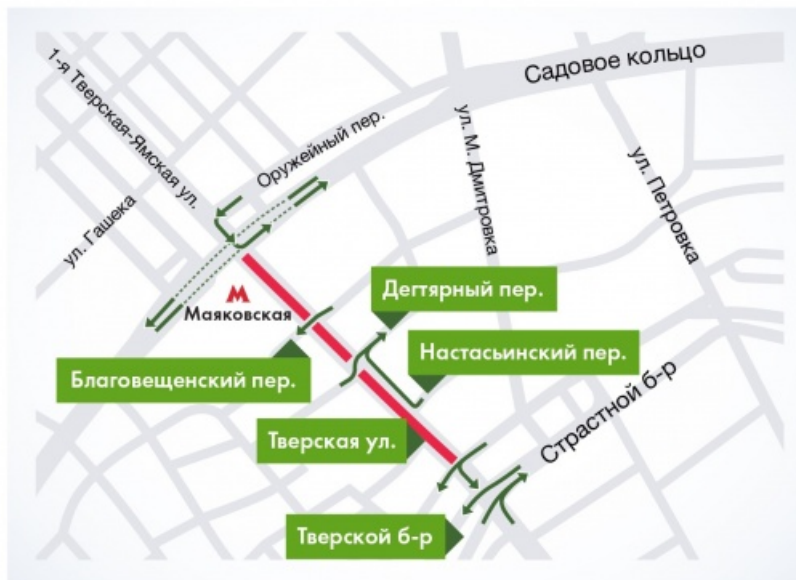 Садовое кольцо
1-я Тверская-Ямская ул.
Оружейный пер.
ул. М. Дмитровка
ул. Петровка
ул. Гашека
Дегтярный пер.
М
Маяковская
Настасьинский пер.
Благовещенский пер.
Страстной б-р
Тверская ул.
Тверской б-р